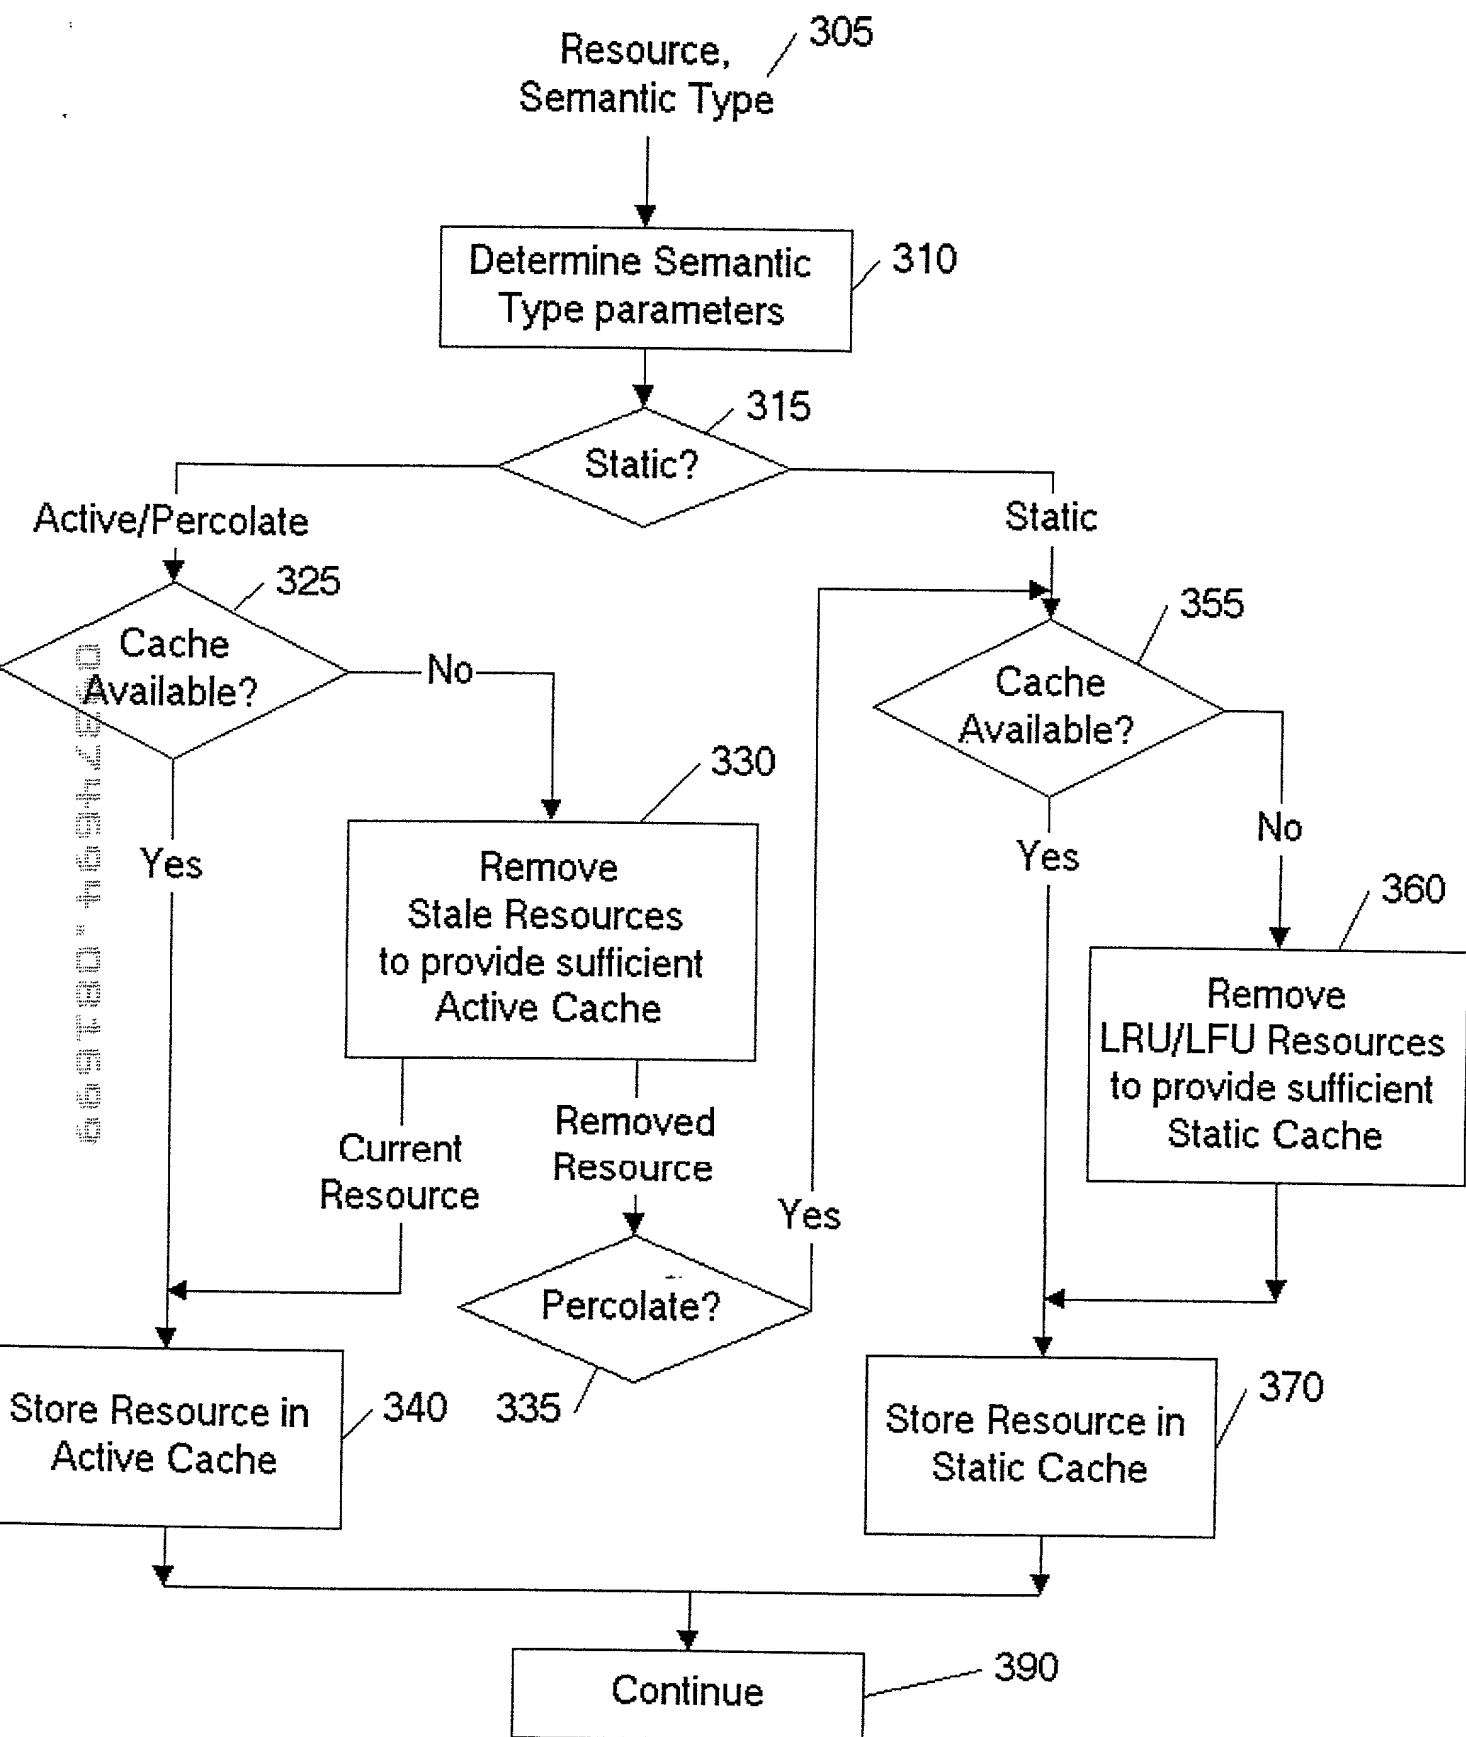 Resource,
Semantic Type
305
Determine Semantic
Type parameters
310
315
Static?
Active/Percolate
Static
325
Cache
Available?
No
355
Cache
Available?
330
Yes
Remove
Stale Resources
to provide sufficient
Active Cache
Yes
No
360
Remove
LRU/LFU Resources
to provide sufficient
Static Cache
Current
Resource
Removed
Resource
Yes
Percolate?
335
Store Resource in
Active Cache
340
Store Resource in
Static Cache
370
Continue
390